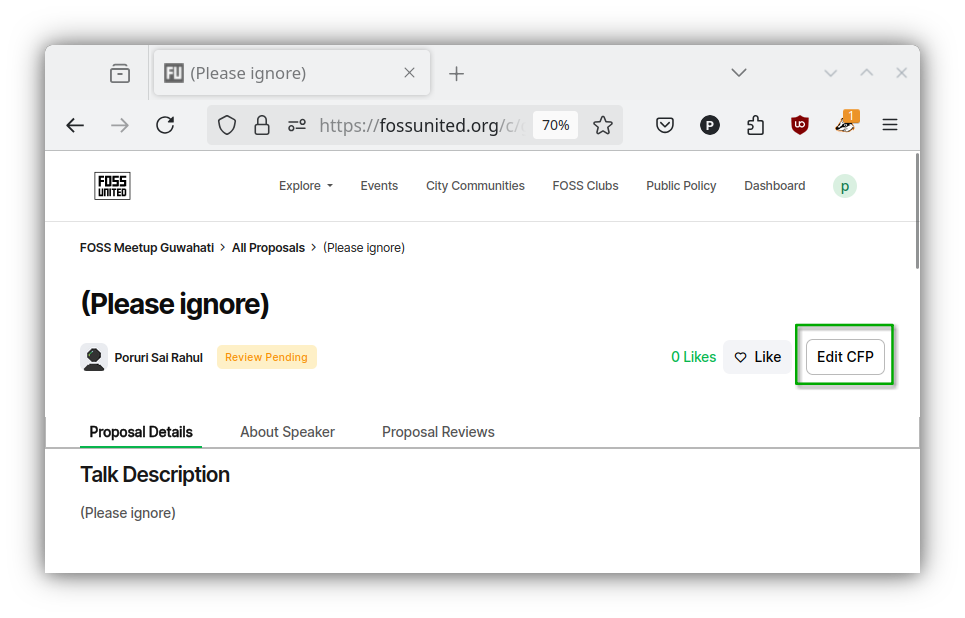 FU (Please ignore)
https://fossunited.org/c/ 70% P uo 1
FOSS UNITED Explore Events City Communities FOSS Clubs Public Policy Dashboard p
FOSS Meetup Guwahati > All Proposals > (Please ignore)
(Please ignore)
Poruri Sai Rahul Review Pending 0 Likes Like Edit CFP
Proposal Details About Speaker Proposal Reviews
Talk Description
(Please ignore)